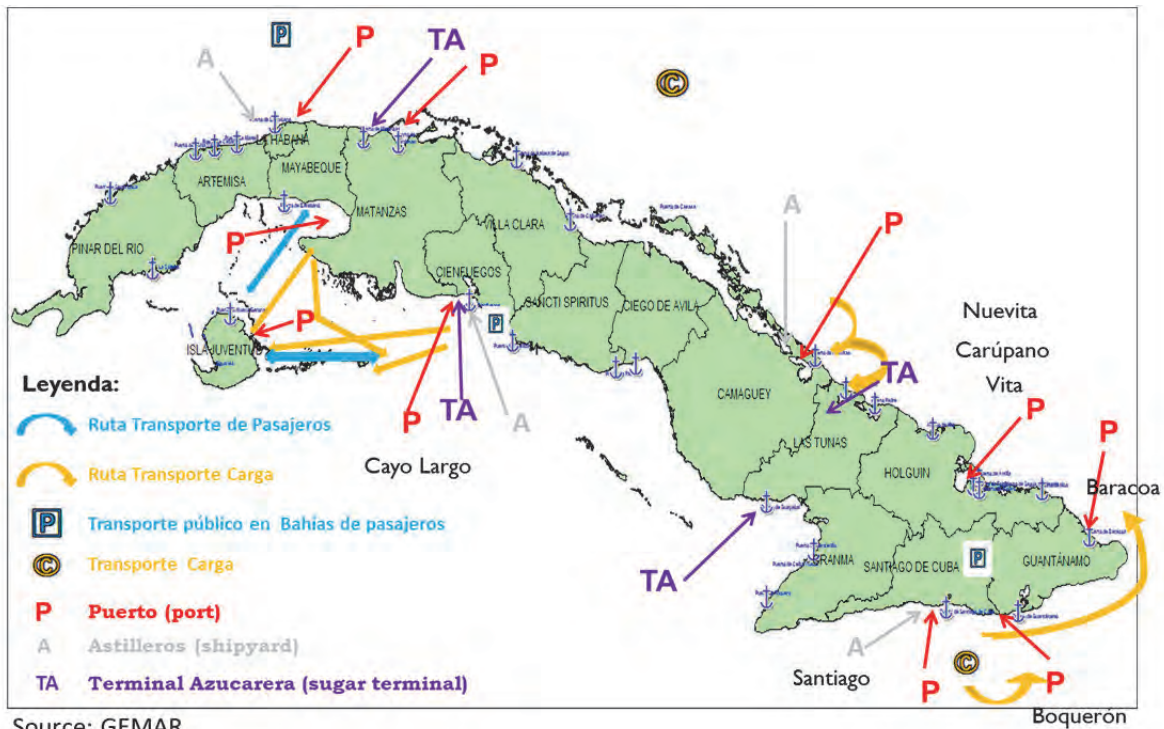 P
P
TA
P
A
C
LA HABANA
ARTEMISA
MAYABEQUE
MATANZAS
A
P
PINAR DEL RIO
P
VILLA CLARA
CIENFUEGOS
SANCTI SPIRITUS
CIEGO DE AVILA
P
P
ISLA JUVENTUD
Nuevita
Carúpano
Vita
TA
CAMAGUEY
P
P
TA
A
P
LAS TUNAS
HOLGUIN
Cayo Largo
Baracoa
TA
GRANMA
SANTIAGO DE CUBA
P
GUANTÁNAMO
A
Santiago
P
C
P
Boquerón
Leyenda:
Ruta Transporte de Pasajeros
Ruta Transporte Carga
P Transporte público en Bahías de pasajeros
C Transporte Carga
P Puerto (port)
A Astilleros (shipyard)
TA Terminal Azucarera (sugar terminal)
Source: GEMAR